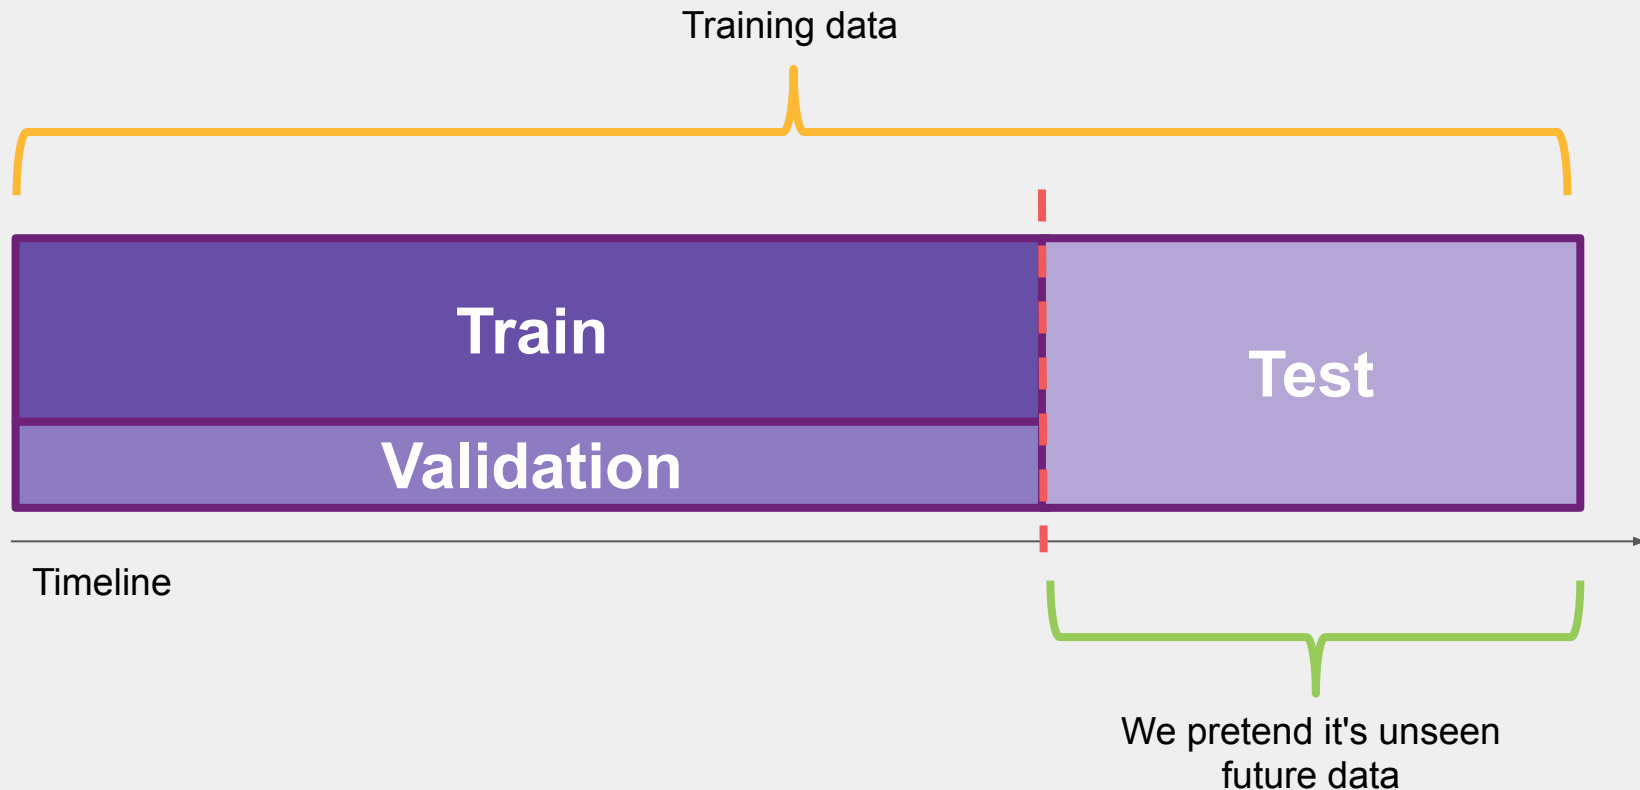 Training data
Train
Test
Validation
Timeline
We pretend it's unseen
future data